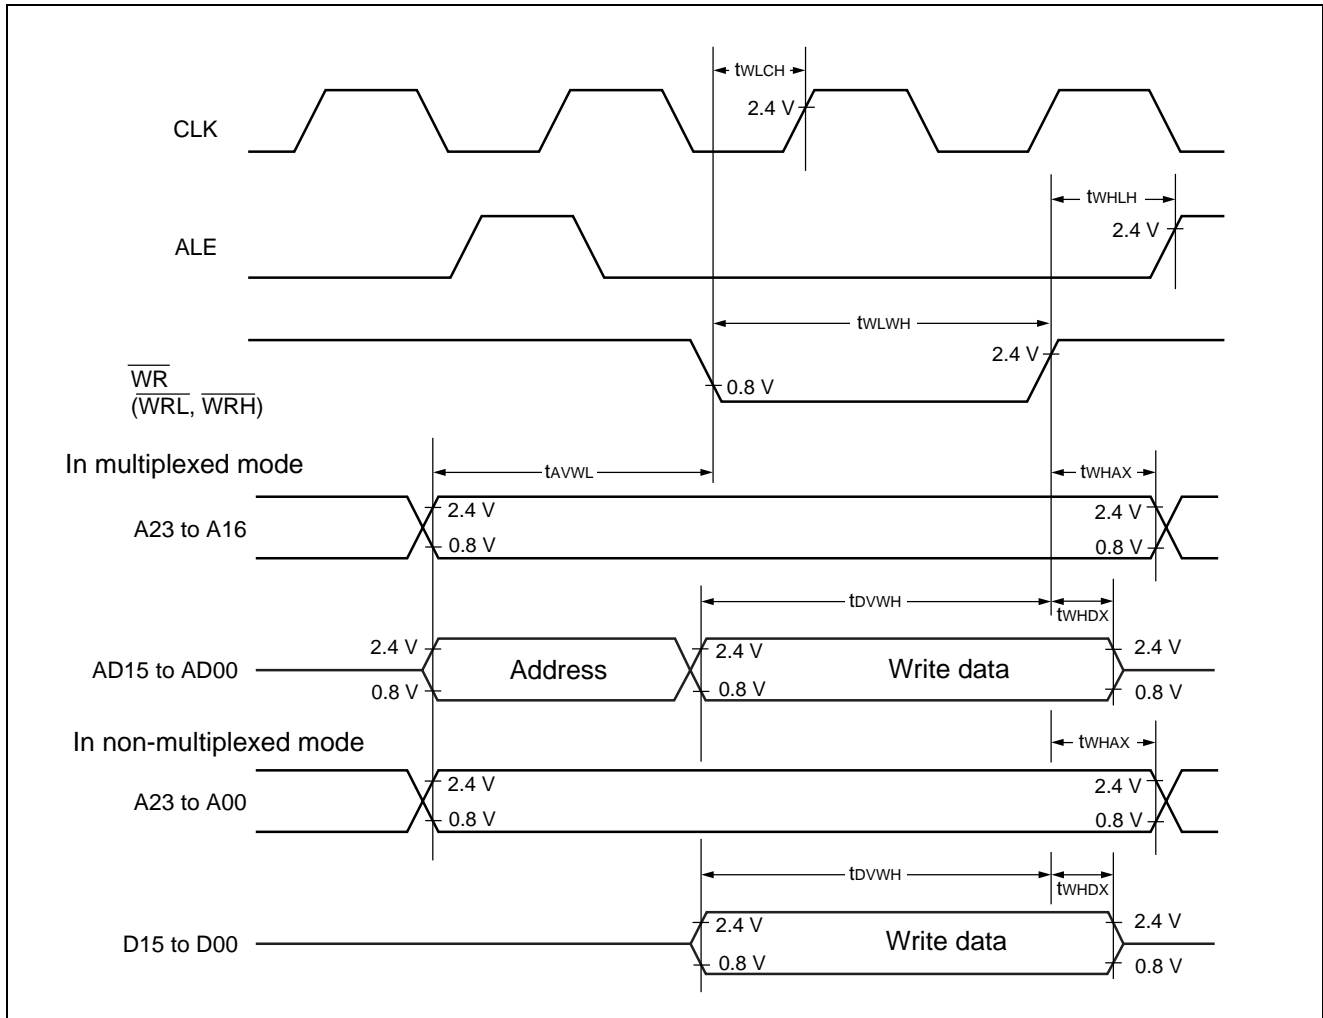 tWLCH
2.4 V
CLK
tWHLH
2.4 V
ALE
tWLWH
2.4 V
WR
0.8 V
(WRL, WRH)
In multiplexed mode
tAVWL
tWHAX
2.4 V
2.4 V
A23 to A16
0.8 V
0.8 V
tDVWH
tWHDX
2.4 V
2.4 V
2.4 V
AD15 to AD00
Address
Write data
0.8 V
0.8 V
0.8 V
In non-multiplexed mode
tWHAX
2.4 V
2.4 V
A23 to A00
0.8 V
0.8 V
tDVWH
tWHDX
2.4 V
2.4 V
D15 to D00
Write data
0.8 V
0.8 V